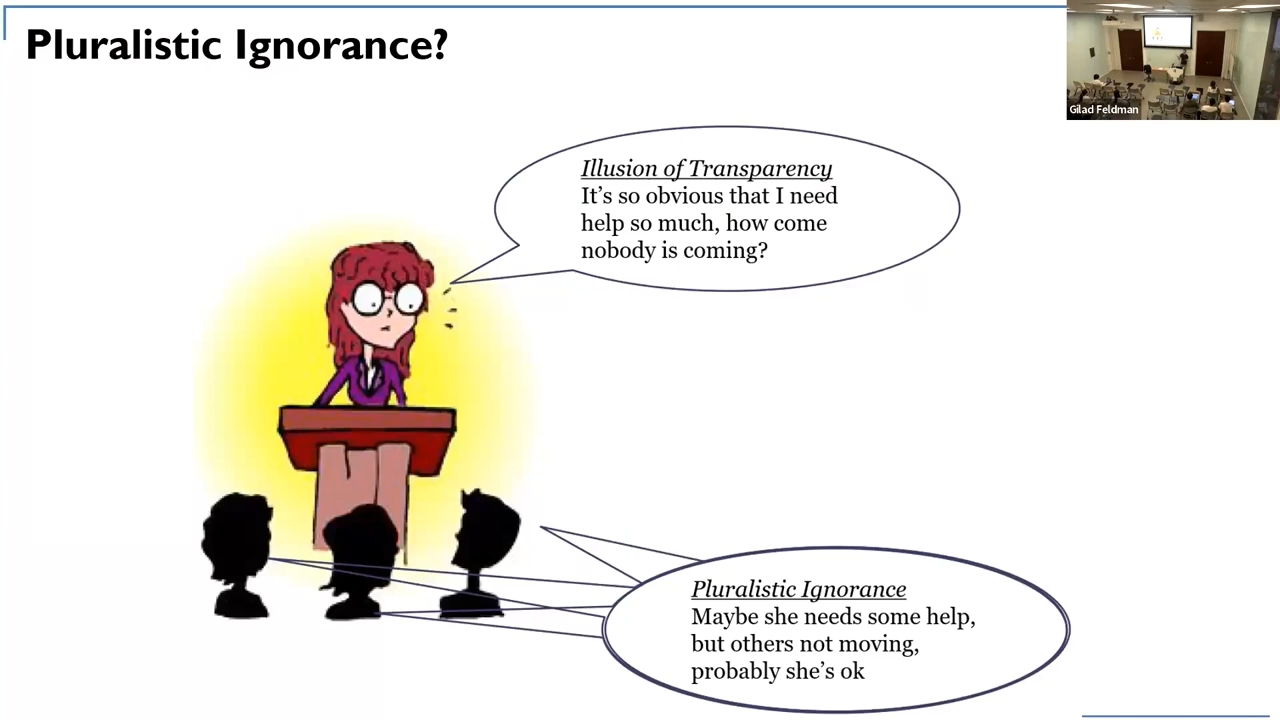 Pluralistic Ignorance?
Gilad Feldman
Illusion of Transparency
It's so obvious that I need
help so much, how come
nobody is coming?
Pluralistic Ignorance
Maybe she needs some help,
but others not moving,
probably she's ok